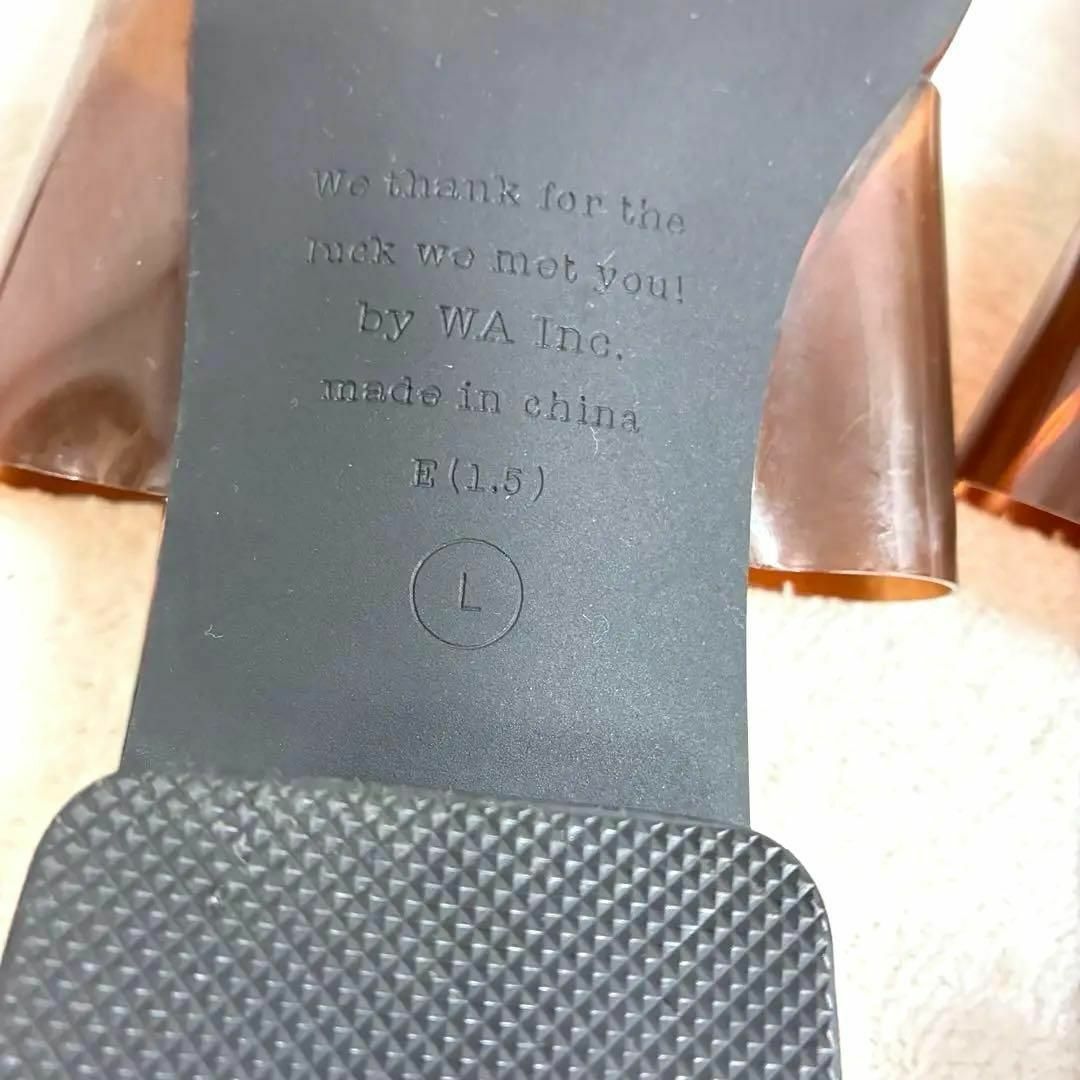 We thank for the
luck we met you!
by WA Inc.
made in china
E(1.5)
L